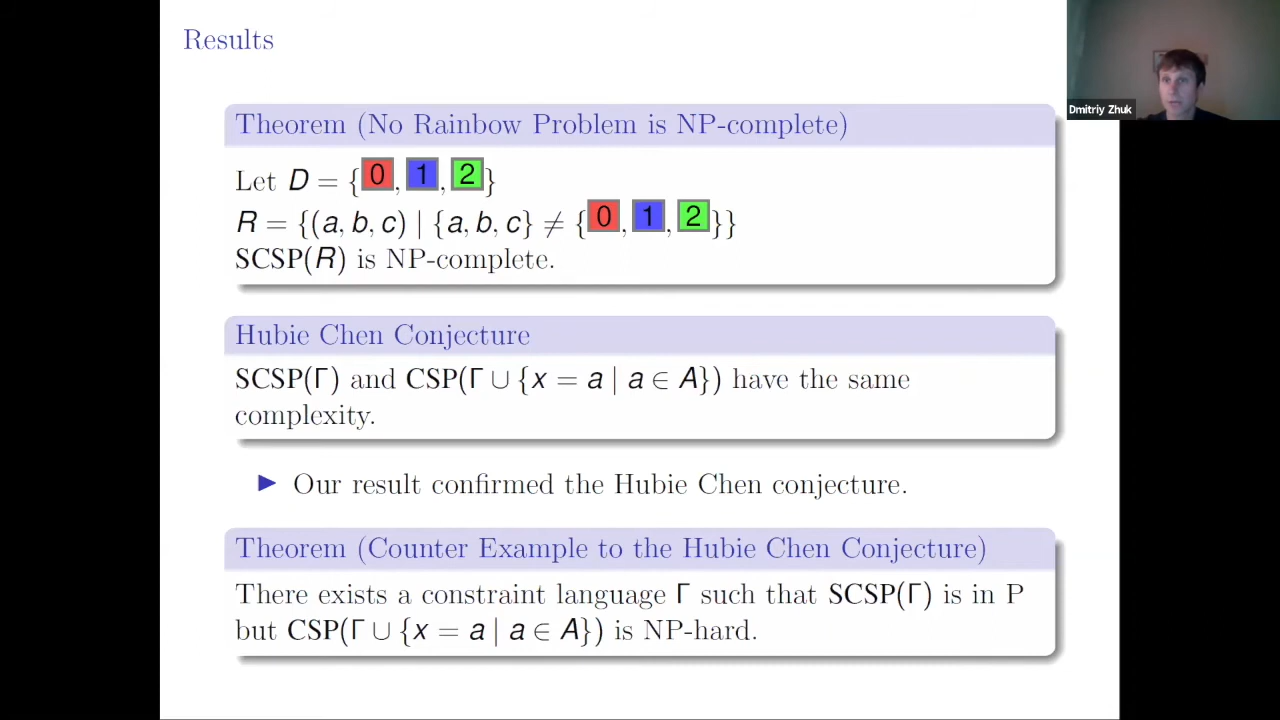 Results
Theorem (No Rainbow Problem is NP-complete)
Let D = {0, 1, 2}
R = {(a, b, c) | {a, b, c} ≠ {0, 1, 2}}
SCSP(R) is NP-complete.
Hubie Chen Conjecture
SCSP(Γ) and CSP(Γ ∪ {x = a | a ∈ A}) have the same
complexity.
▶ Our result confirmed the Hubie Chen conjecture.
Theorem (Counter Example to the Hubie Chen Conjecture)
There exists a constraint language Γ such that SCSP(Γ) is in P
but CSP(Γ ∪ {x = a | a ∈ A}) is NP-hard.
Dmitriy Zhuk